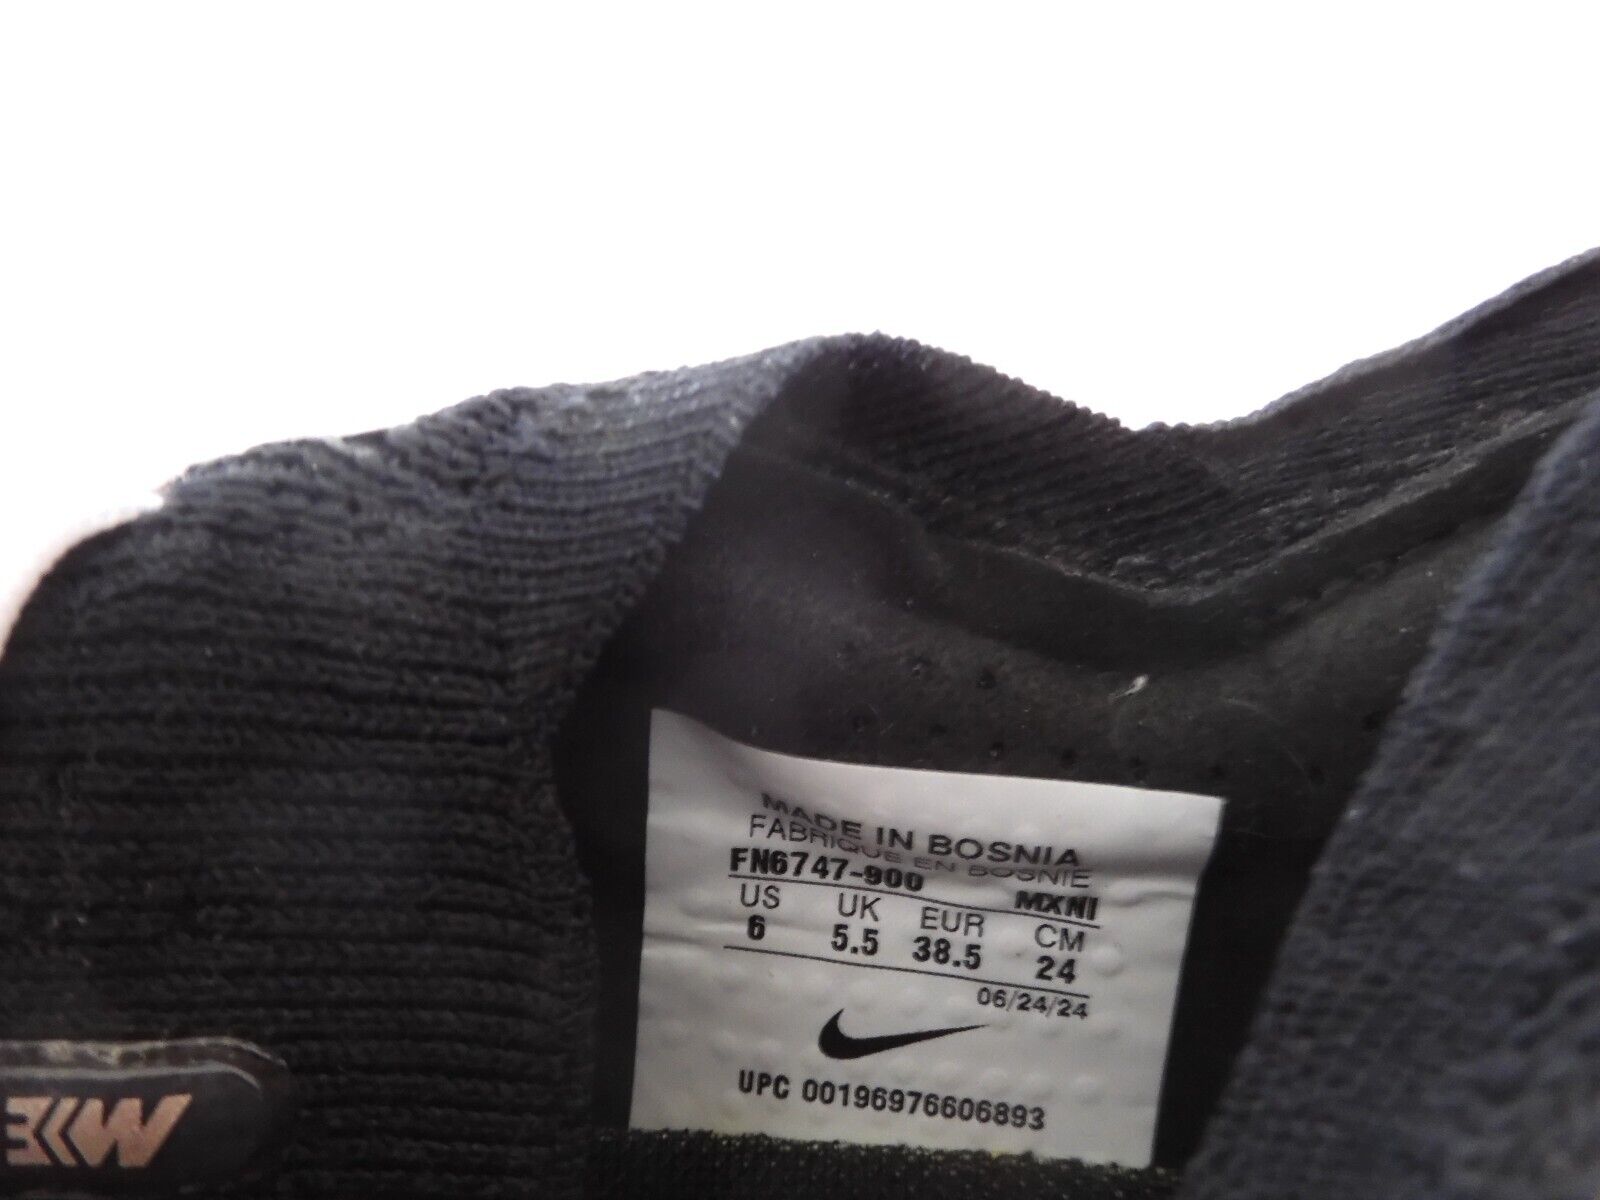 MADE IN BOSNIA
FABRIQUE EN BOSNIE
FN6747-900 MXNI
US UK EUR CM
6 5.5 38.5 24
06/24/24
UPC 00196976606893